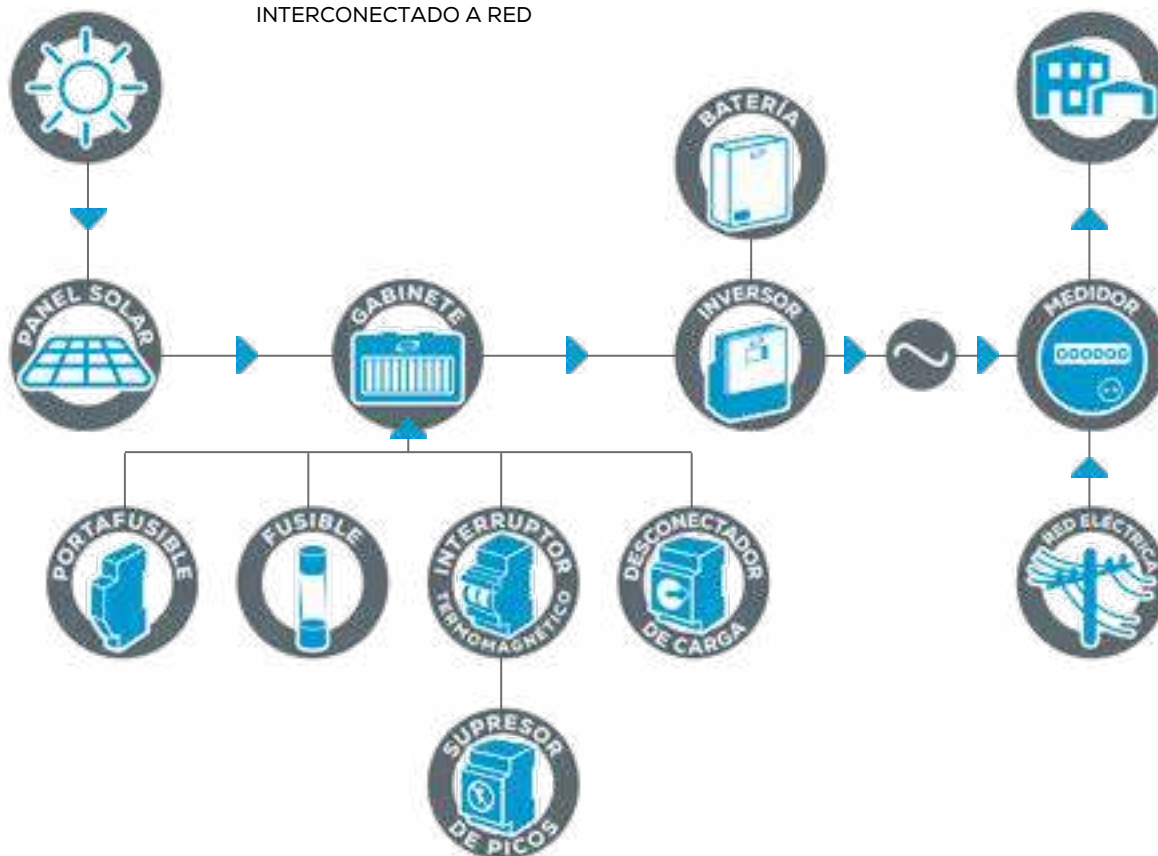 INTERCONECTADO A RED
BATERÍA
PANEL SOLAR
GABINETE
INVERSOR
MEDIDOR
PORTAFUSIBLE
FUSIBLE
INTERRUPTOR
TERMOMAGNÉTICO
DESCONECTADOR
DE CARGA
RED ELÉCTRICA
SUPRESOR
DE PICOS